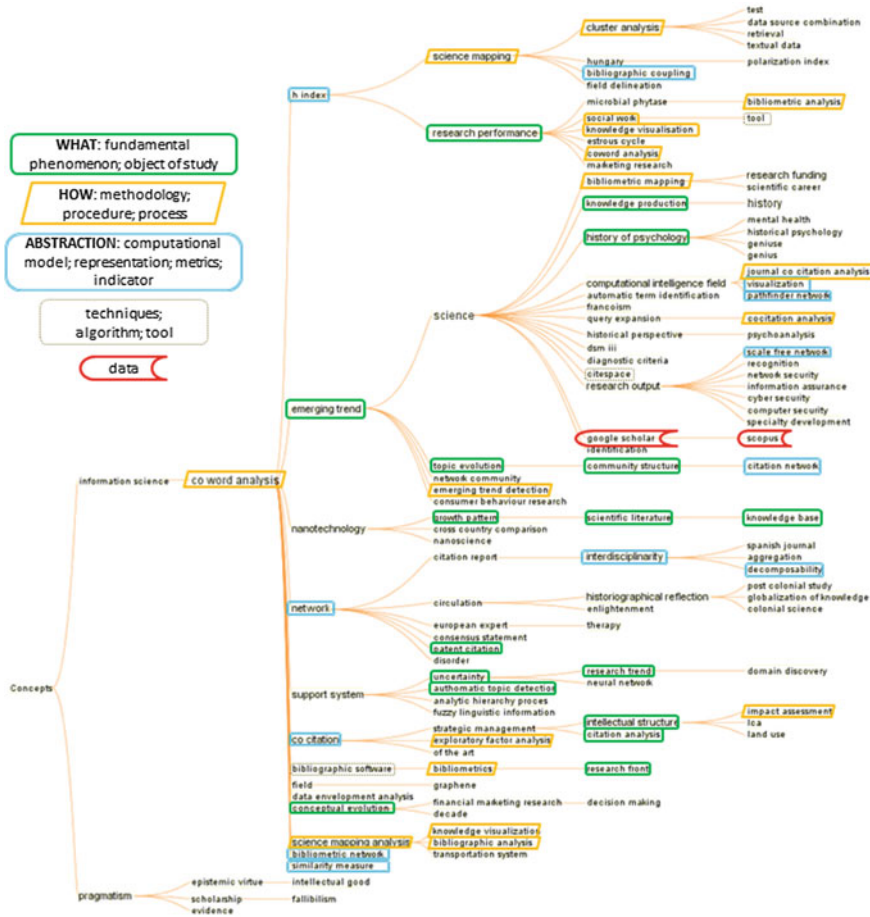 WHAT: fundamental
phenomenon; object of study
HOW: methodology;
procedure; process
ABSTRACTION: computational
model; representation; metrics;
indicator
techniques;
algorithm; tool
data
Concepts
information science
co word analysis
h index
science mapping
cluster analysis
test
data source combination
retrieval
textual data
hungary
polarization index
bibliographic coupling
field delineation
research performance
microbial phytase
bibliometric analysis
social work
tool
knowledge visualisation
estrous cycle
coword analysis
marketing research
emerging trend
science
bibliometric mapping
research funding
scientific career
knowledge production
history
history of psychology
mental health
historical psychology
geniuse
genius
computational intelligence field
journal co citation analysis
visualization
pathfinder network
automatic term identification
francoism
query expansion
cocitation analysis
historical perspective
psychoanalysis
dsm iii
diagnostic criteria
citespace
research output
scale free network
recognition
network security
information assurance
cyber security
computer security
specialty development
google scholar
scopus
identification
topic evolution
community structure
citation network
network community
emerging trend detection
consumer behaviour research
nanotechnology
growth pattern
scientific literature
knowledge base
cross country comparison
nanoscience
network
citation report
interdisciplinarity
spanish journal
aggregation
decomposability
circulation
historiographical reflection
post colonial study
globalization of knowledge
colonial science
enlightenment
european expert
therapy
consensus statement
patent citation
disorder
support system
uncertainty
research trend
domain discovery
neural network
authomatic topic detection
analytic hierarchy proces
fuzzy linguistic information
co citation
strategic management
intellectual structure
impact assessment
lca
land use
citation analysis
exploratory factor analysis
of the art
bibliographic software
bibliometrics
research front
field
graphene
data envelopment analysis
conceptual evolution
financial marketing research
decision making
decade
science mapping analysis
knowledge visualization
bibliographic analysis
transportation system
bibliometric network
similarity measure
pragmatism
epistemic virtue
intellectual good
scholarship
fallibilism
evidence